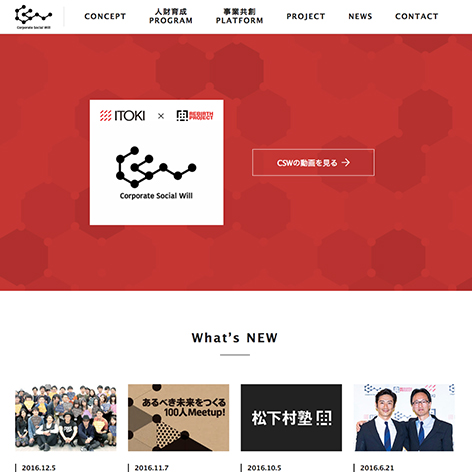 Corporate Social Will
CONCEPT
人財育成
PROGRAM
事業共創
PLATFORM
PROJECT
NEWS
CONTACT
ITOKI × REBIRTH PROJECT
Corporate Social Will
CSWの動画を見る →
What's NEW
あるべき未来をつくる
100人Meetup!
松下村塾
2016.12.5
2016.11.7
2016.10.5
2016.6.21